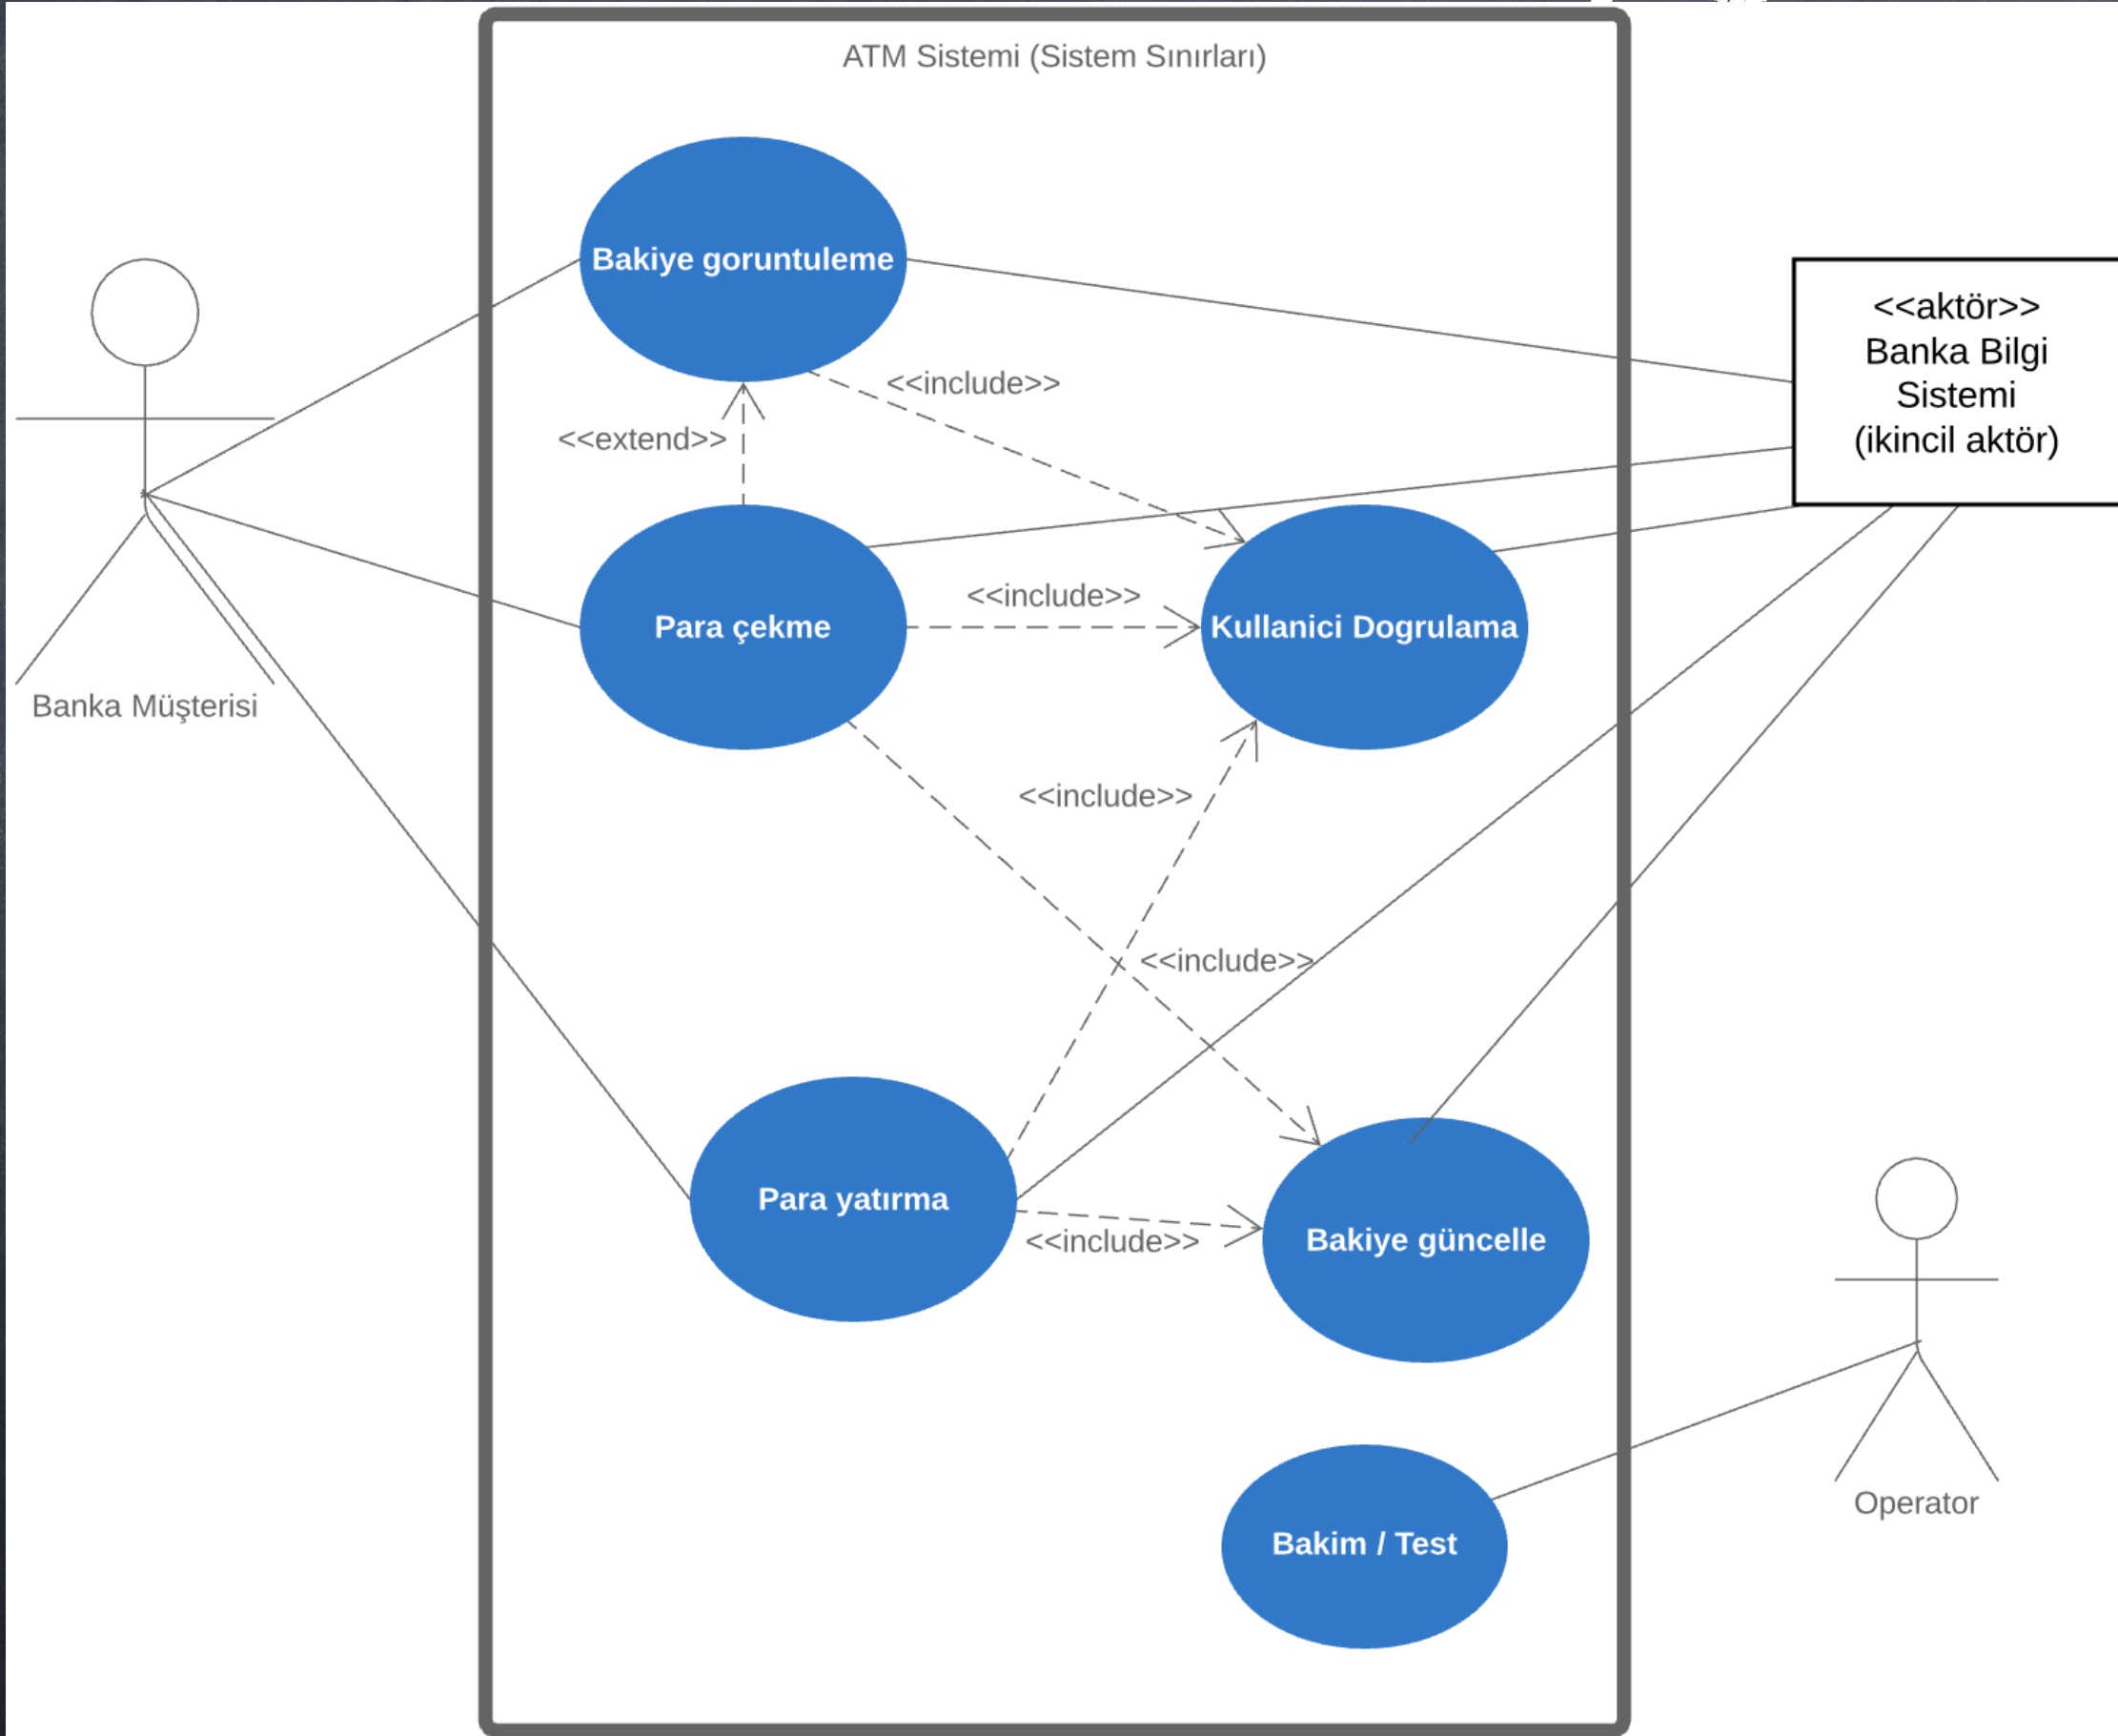 ATM Sistemi (Sistem Sınırları)
Bakiye goruntuleme
<<aktör>>
Banka Bilgi
Sistemi
(ikincil aktör)
<<include>>
<<extend>>
<<include>>
Para çekme
Kullanici Dogrulama
Banka Müşterisi
<<include>>
<<include>>
Para yatırma
<<include>>
Bakiye güncelle
Operator
Bakim / Test